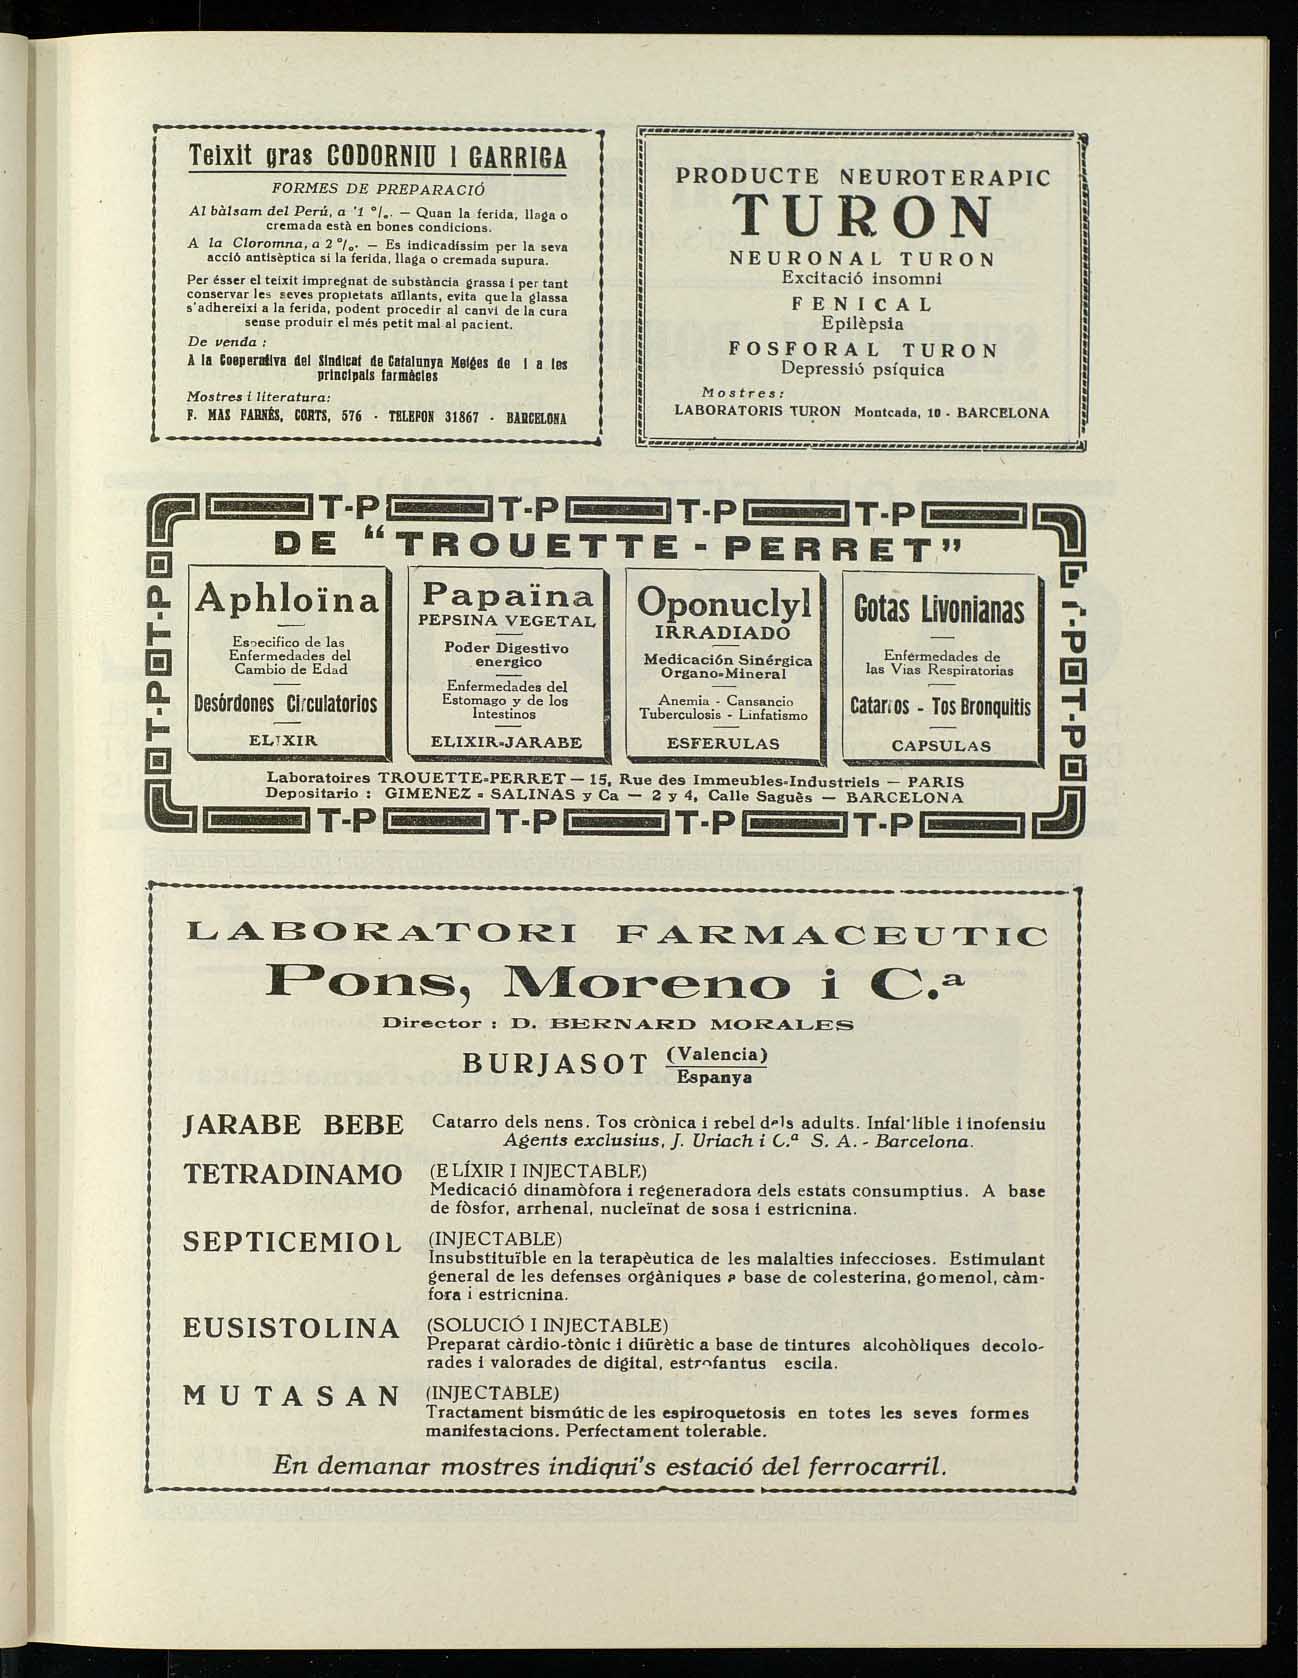 Teixit gras CODORNIU I GARRIGA
FORMES DE PREPARACIÓ
Al bàlsam del Perú, a '1 %. — Quan la ferida, llaga o
cremada està en bones condicions.
A la Cloromna, a 2 %. — Es indicadíssim per la seva
acció antisèptica si la ferida, llaga o cremada supura.
Per ésser el teixit impregnat de substància grassa i per tant
conservar les seves propietats aïllants, evita que la glassa
s'adhereixi a la ferida, podent procedir al canvi de la cura
sense produir el més petit mal al pacient.
De venda :
A la Cooperativa del Sindicat de Catalunya Metges de i a les
principals farmàcies
Mostres i literatura:
F. MAS FARNÉS, CORTS, 576 - TELEFON 31867 - BARCELONA
PRODUCTE NEUROTERAPIC
TURON
NEURONAL TURON
Excitació insomni
FENICAL
Epilèpsia
FOSFORAL TURON
Depressió psíquica
Mostres:
LABORATORIS TURON Montcada, 10 - BARCELONA
T-P T-P T-P T-P
DE "TROUETTE-PERRET"
Aphloïna
Especifico de las
Enfermedades del
Cambio de Edad
Desórdones Circulatorios
ELIXIR
Papaïna
PEPSINA VEGETAL
Poder Digestivo
energico
Enfermedades del
Estomago y de los
Intestinos
ELIXIR-JARABE
Oponuclyl
IRRADIADO
Medicación Sinérgica
Organo-Mineral
Anemia - Cansancio
Tuberculosis - Linfatismo
ESFERULAS
Gotas Livonianas
Enfermedades de
las Vias Respiratorias
Catarros - Tos Bronquitis
CAPSULAS
T-P T-P
T-P T-P
Laboratoires TROUETTE-PERRET — 15, Rue des Immeubles-Industriels — PARIS
Depositario : GIMENEZ - SALINAS y Ca — 2 y 4, Calle Sagués — BARCELONA
T-P T-P T-P T-P
LABORATORI FARMACEUTIC
Pons, Moreno i C.ª
Director : D. BERNARD MORALES
BURJASOT (Valencia)
Espanya
JARABE BEBE Catarro dels nens. Tos crònica i rebel dels adults. Infal'lible i inofensiu
Agents exclusius, J. Uriach i C.ª S. A. - Barcelona.
TETRADINAMO (ELÍXIR I INJECTABLE)
Medicació dinamòfora i regeneradora dels estats consumptius. A base
de fòsfor, arrhenal, nucleïnat de sosa i estricnina.
SEPTICEMIOL (INJECTABLE)
Insubstituïble en la terapèutica de les malalties infeccioses. Estimulant
general de les defenses orgàniques a base de colesterina, gomenol, càm-
fora i estricnina.
EUSISTOLINA (SOLUCIÓ I INJECTABLE)
Preparat càrdio-tònic i diürètic a base de tintures alcohòliques decolo-
rades i valorades de digital, estrofantus escila.
MUTASAN (INJECTABLE)
Tractament bismútic de les espiroquetosis en totes les seves formes
manifestacions. Perfectament tolerable.
En demanar mostres indiqui's estació del ferrocarril.